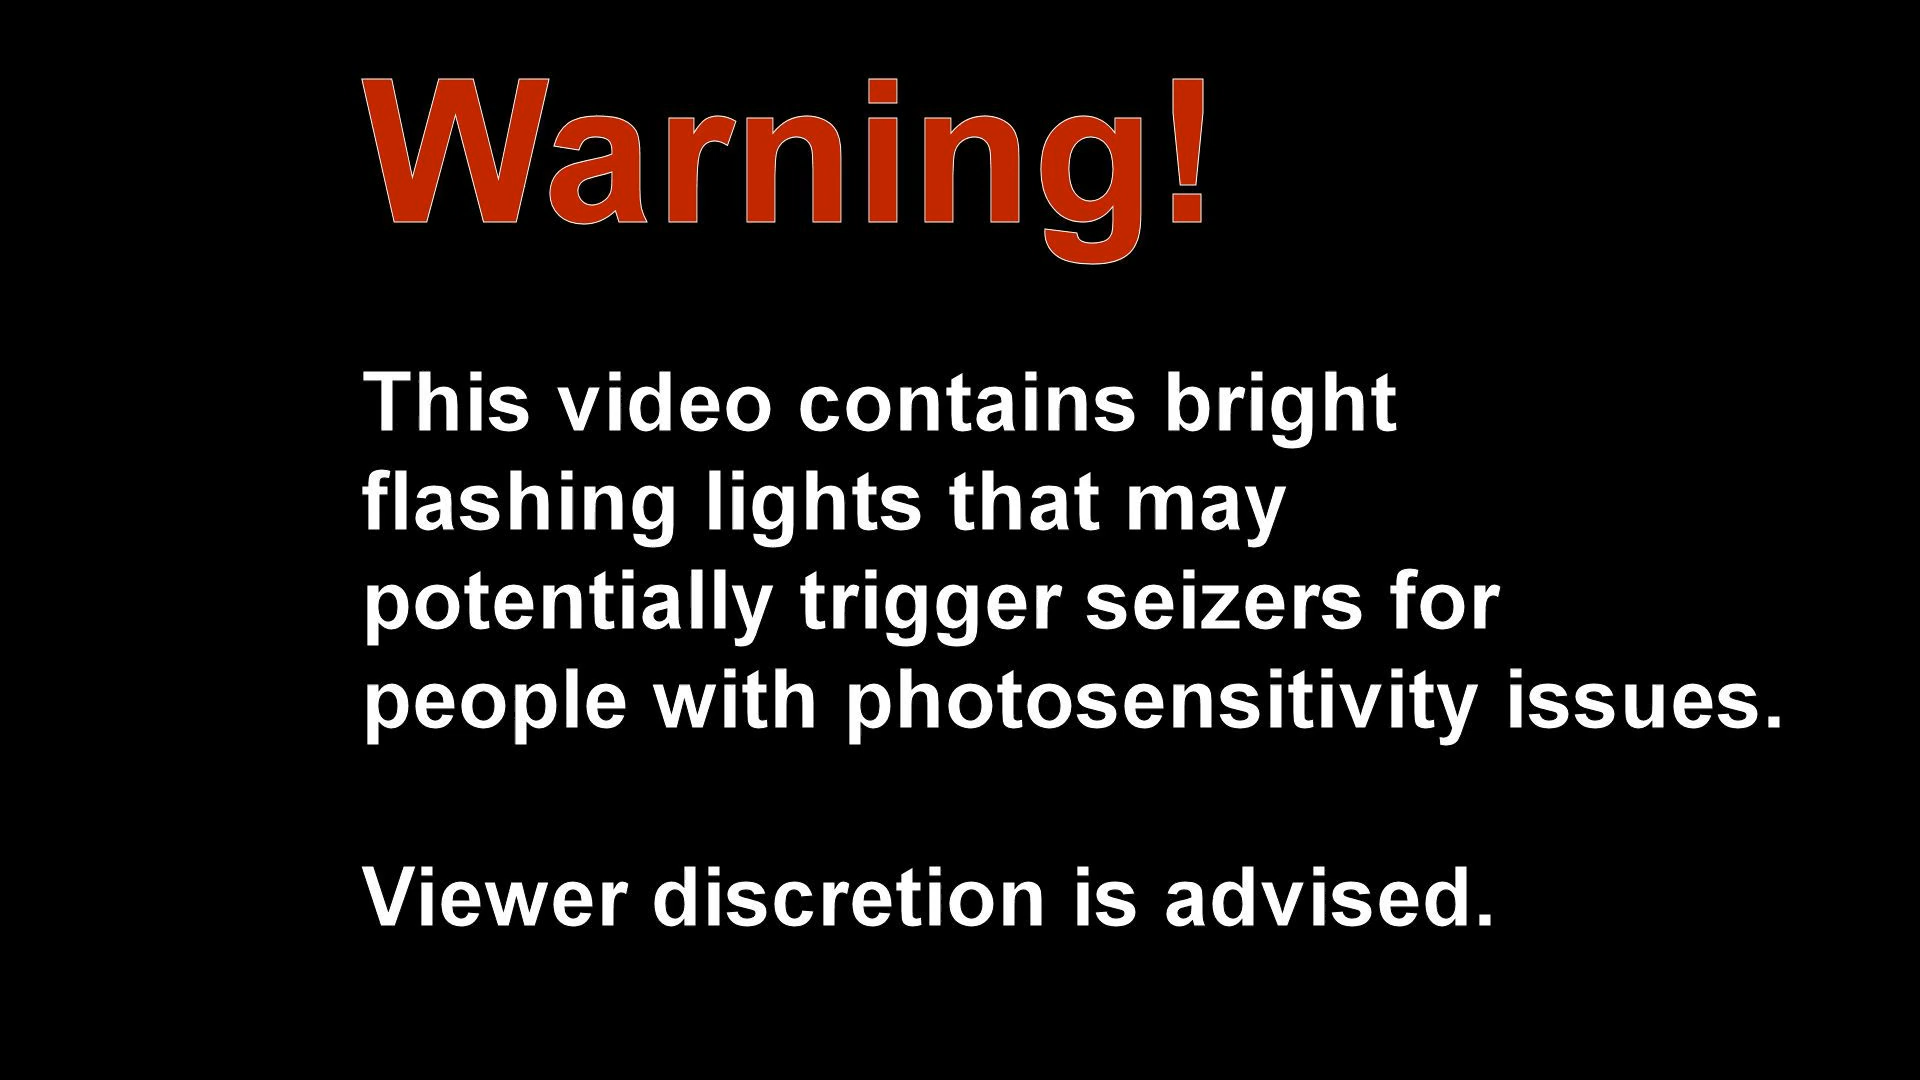 Warning!
This video contains bright
flashing lights that may
potentially trigger seizers for
people with photosensitivity issues.
Viewer discretion is advised.